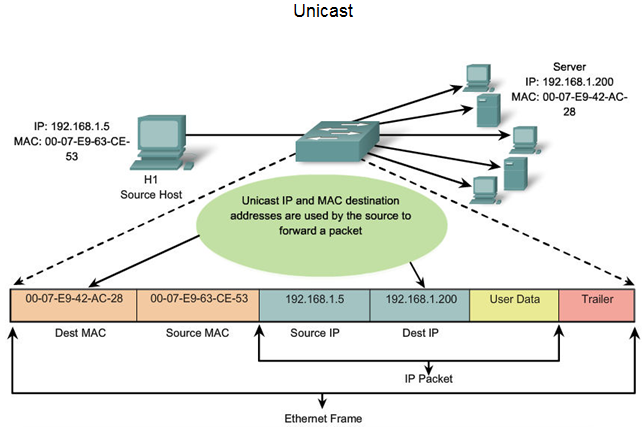 Unicast
Server
IP: 192.168.1.200
MAC: 00-07-E9-42-AC-
28
IP: 192.168.1.5
MAC: 00-07-E9-63-CE-
53
H1
Source Host
Unicast IP and MAC destination
addresses are used by the source to
forward a packet
00-07-E9-42-AC-28 00-07-E9-63-CE-53 192.168.1.5 192.168.1.200 User Data Trailer
Dest MAC Source MAC Source IP Dest IP
IP Packet
Ethernet Frame